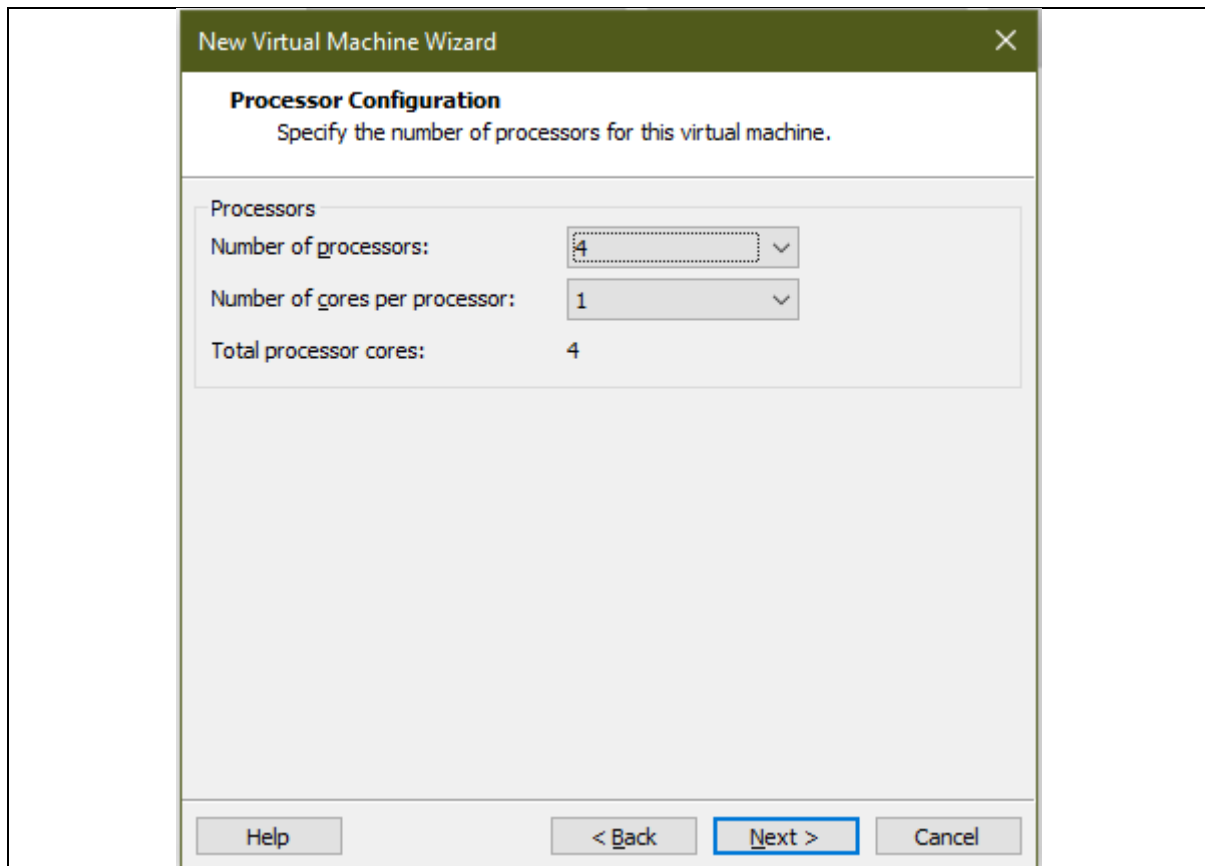 New Virtual Machine Wizard
Processor Configuration
Specify the number of processors for this virtual machine.
Processors
Number of processors: 4
Number of cores per processor: 1
Total processor cores: 4
Help < Back Next > Cancel